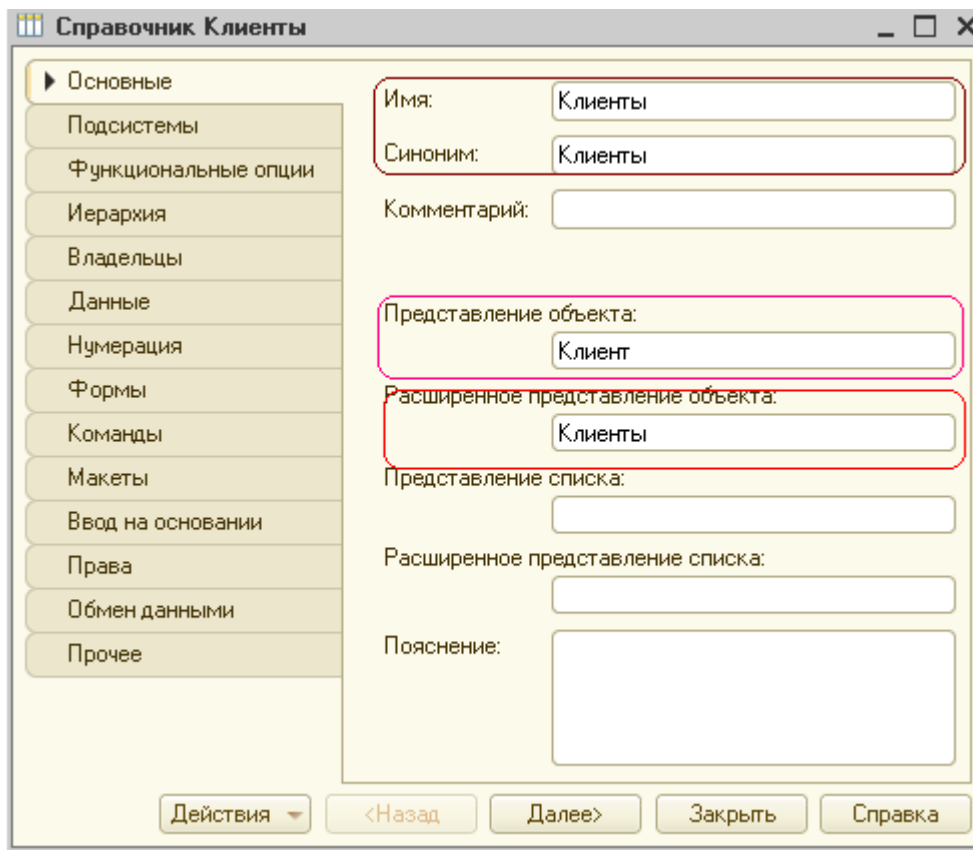 Справочник Клиенты
Основные
Подсистемы
Функциональные опции
Иерархия
Владельцы
Данные
Нумерация
Формы
Команды
Макеты
Ввод на основании
Права
Обмен данными
Прочее
Имя: Клиенты
Синоним: Клиенты
Комментарий:
Представление объекта:
Клиент
Расширенное представление объекта:
Клиенты
Представление списка:
Расширенное представление списка:
Пояснение:
Действия <Назад Далее> Закрыть Справка